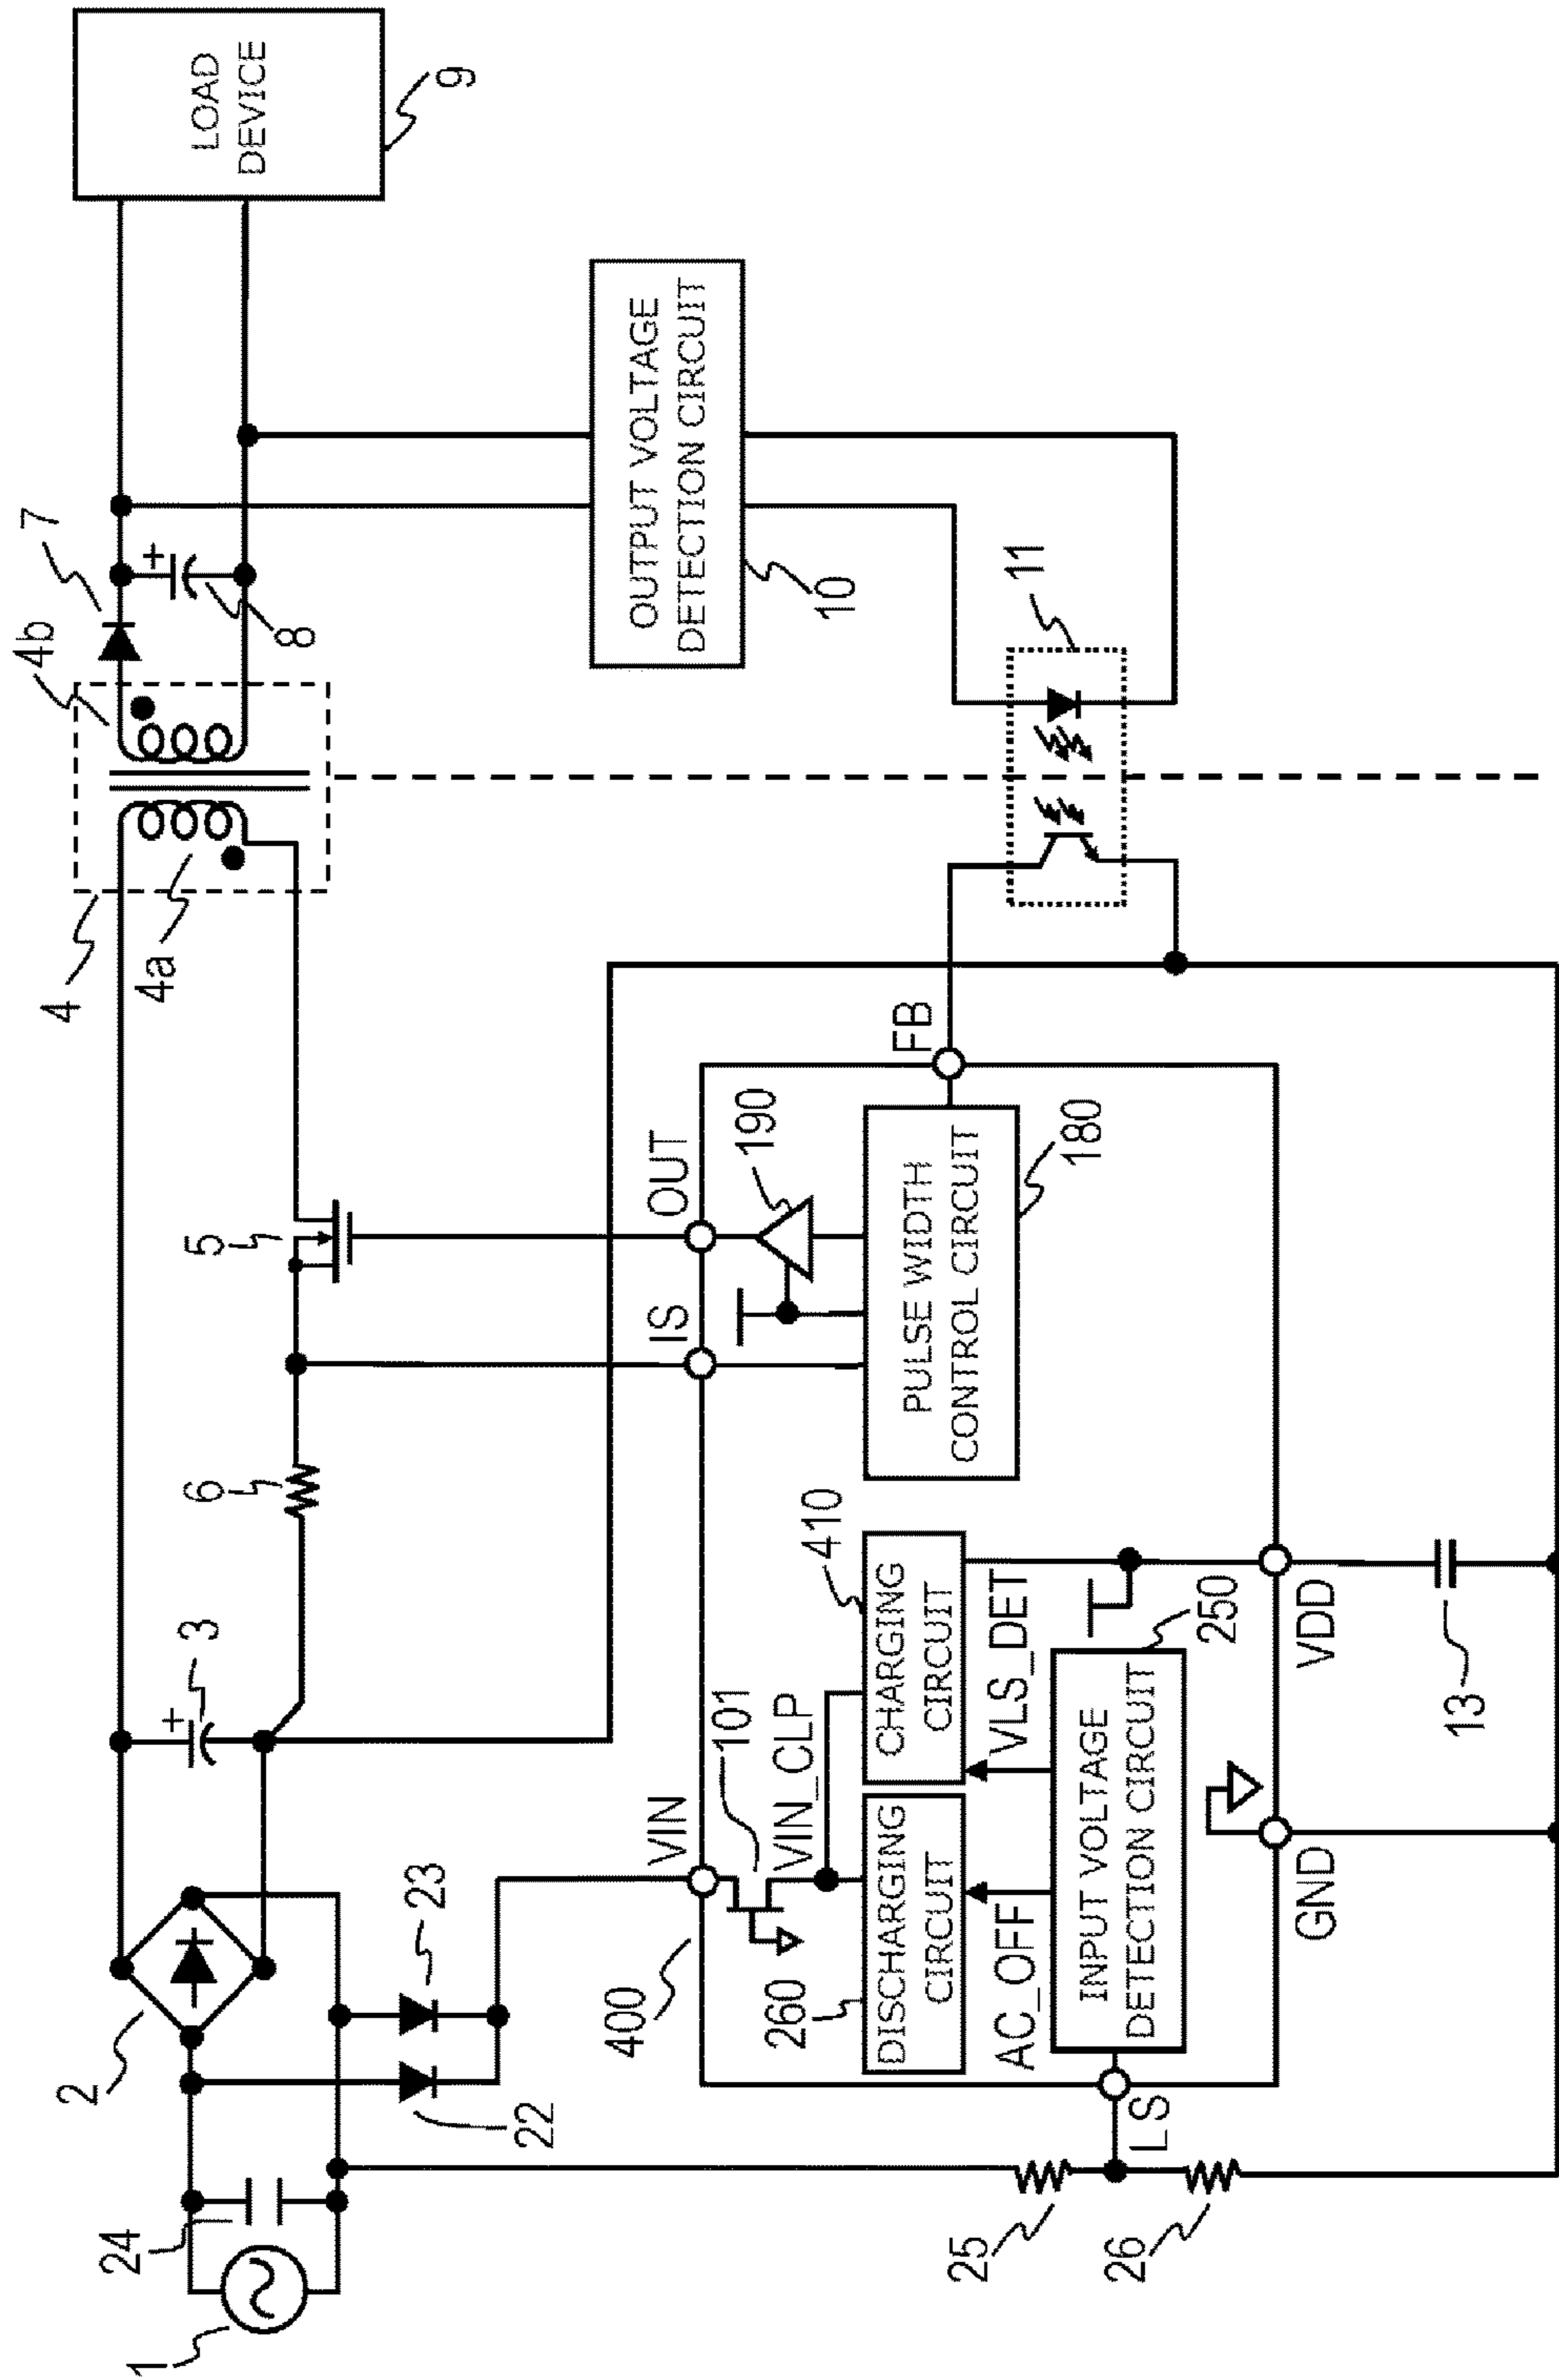 1
24
2
22
23
3
6
5
4
4a
4b
7
8
LOAD
DEVICE
9
OUTPUT VOLTAGE
DETECTION CIRCUIT
10
11
400
VIN
101
VIN_CLP
IS
OUT
190
FB
PULSE WIDTH
CONTROL CIRCUIT
180
260
DISCHARGING
CIRCUIT
CHARGING
CIRCUIT
410
AC_OFF
VLS_DET
INPUT VOLTAGE
DETECTION CIRCUIT
250
LS
GND
VDD
25
26
13